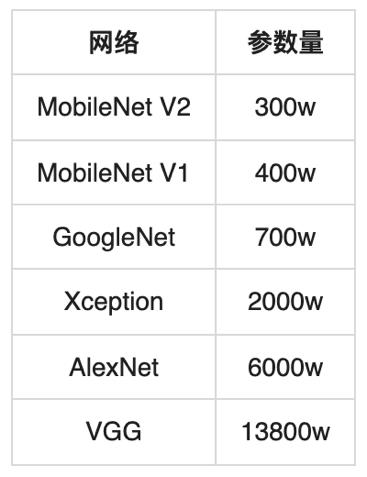 网络 参数量
MobileNet V2 300w
MobileNet V1 400w
GoogleNet 700w
Xception 2000w
AlexNet 6000w
VGG 13800w